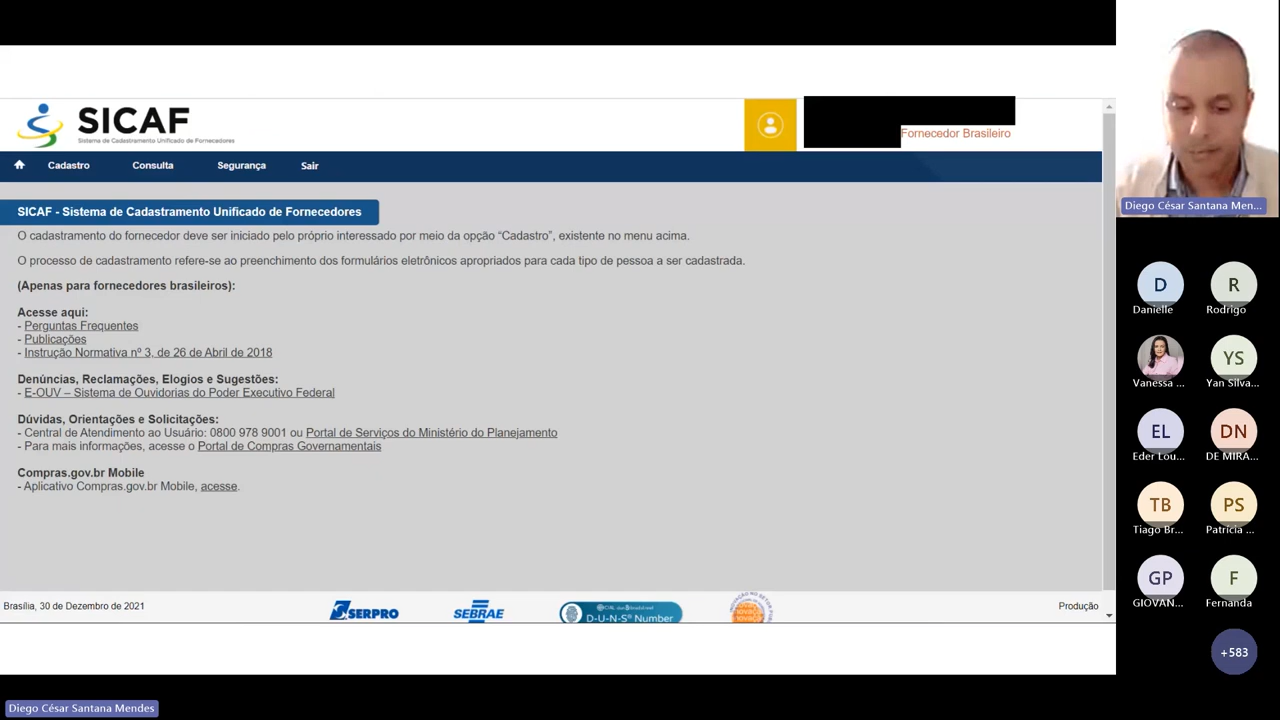 SICAF
Sistema de Cadastramento Unificado de Fornecedores
Fornecedor Brasileiro
Cadastro
Consulta
Segurança
Sair
SICAF - Sistema de Cadastramento Unificado de Fornecedores
O cadastramento do fornecedor deve ser iniciado pelo próprio interessado por meio da opção “Cadastro”, existente no menu acima.
O processo de cadastramento refere-se ao preenchimento dos formulários eletrônicos apropriados para cada tipo de pessoa a ser cadastrada.
(Apenas para fornecedores brasileiros):
Acesse aqui:
- Perguntas Frequentes
- Publicações
- Instrução Normativa nº 3, de 26 de Abril de 2018
Denúncias, Reclamações, Elogios e Sugestões:
- E-OUV – Sistema de Ouvidorias do Poder Executivo Federal
Dúvidas, Orientações e Solicitações:
- Central de Atendimento ao Usuário: 0800 978 9001 ou Portal de Serviços do Ministério do Planejamento
- Para mais informações, acesse o Portal de Compras Governamentais
Compras.gov.br Mobile
- Aplicativo Compras.gov.br Mobile, acesse.
Brasília, 30 de Dezembro de 2021
SERPRO
SEBRAE
D-U-N-S® Number
Produção
Diego César Santana Men...
D
Danielle
R
Rodrigo
Vanessa ...
YS
Yan Silva...
EL
Eder Lou...
DN
DE MIRA...
TB
Tiago Br...
PS
Patrícia ...
GP
GIOVAN...
F
Fernanda
+583
Diego César Santana Mendes